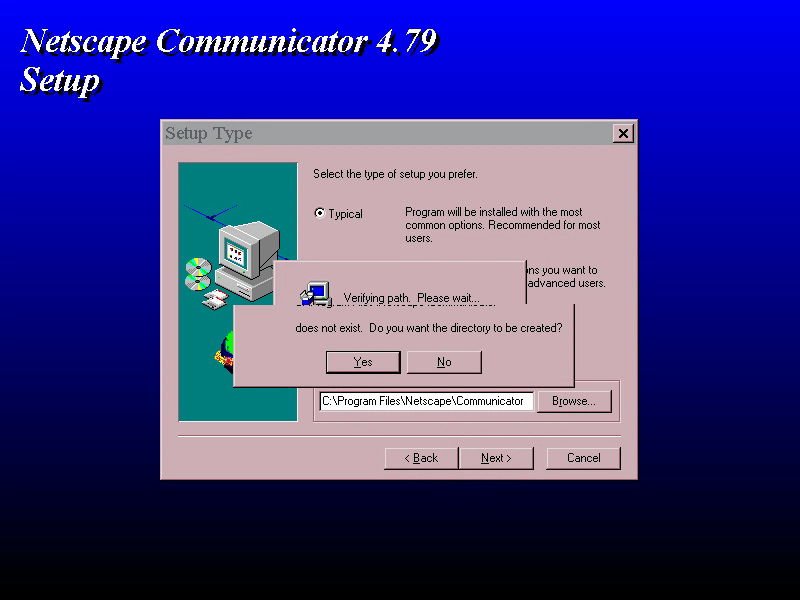 Netscape Communicator 4.79
Setup
Setup Type
Select the type of setup you prefer.
Typical
Program will be installed with the most
common options. Recommended for most
users.
ons you want to
advanced users.
Verifying path. Please wait...
does not exist. Do you want the directory to be created?
Yes
No
C:\Program Files\Netscape\Communicator
Browse...
< Back
Next >
Cancel